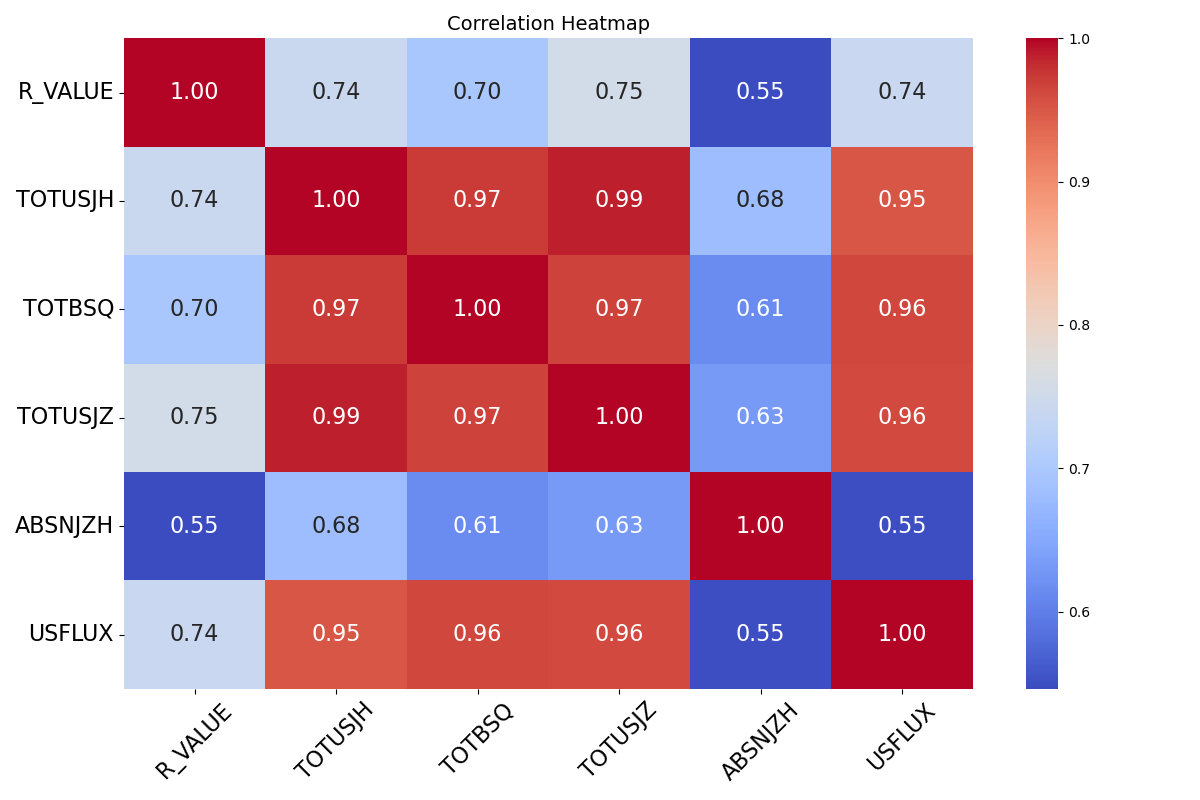 Correlation Heatmap
R_VALUE 1.00 0.74 0.70 0.75 0.55 0.74
TOTUSJH 0.74 1.00 0.97 0.99 0.68 0.95
TOTBSQ 0.70 0.97 1.00 0.97 0.61 0.96
TOTUSJZ 0.75 0.99 0.97 1.00 0.63 0.96
ABSNJZH 0.55 0.68 0.61 0.63 1.00 0.55
USFLUX 0.74 0.95 0.96 0.96 0.55 1.00
R_VALUE TOTUSJH TOTBSQ TOTUSJZ ABSNJZH USFLUX
1.0
0.9
0.8
0.7
0.6